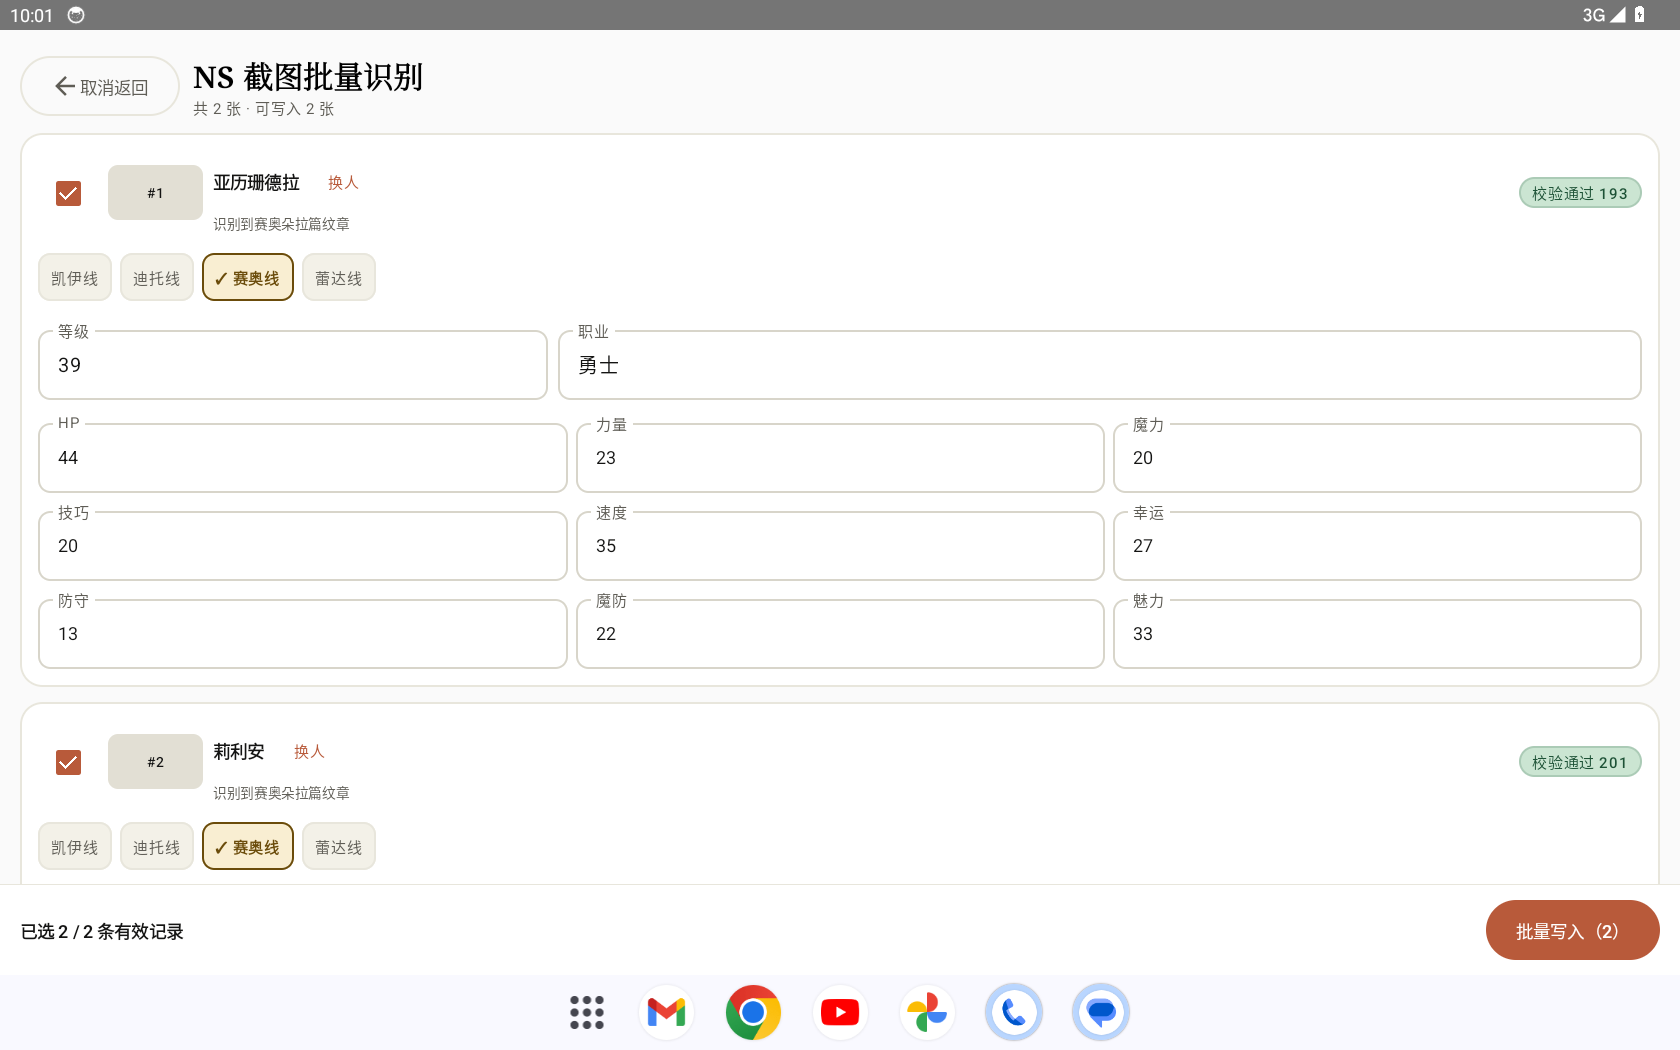 10:01
3G
取消返回
NS 截图批量识别
共 2 张 · 可写入 2 张
#1
亚历珊德拉 换人
识别到赛奥朵拉篇纹章
校验通过 193
凯伊线 迪托线 ✓ 赛奥线 蕾达线
等级 职业
39 勇士
HP 力量 魔力
44 23 20
技巧 速度 幸运
20 35 27
防守 魔防 魅力
13 22 33
#2
莉利安 换人
识别到赛奥朵拉篇纹章
校验通过 201
凯伊线 迪托线 ✓ 赛奥线 蕾达线
已选 2 / 2 条有效记录
批量写入（2）